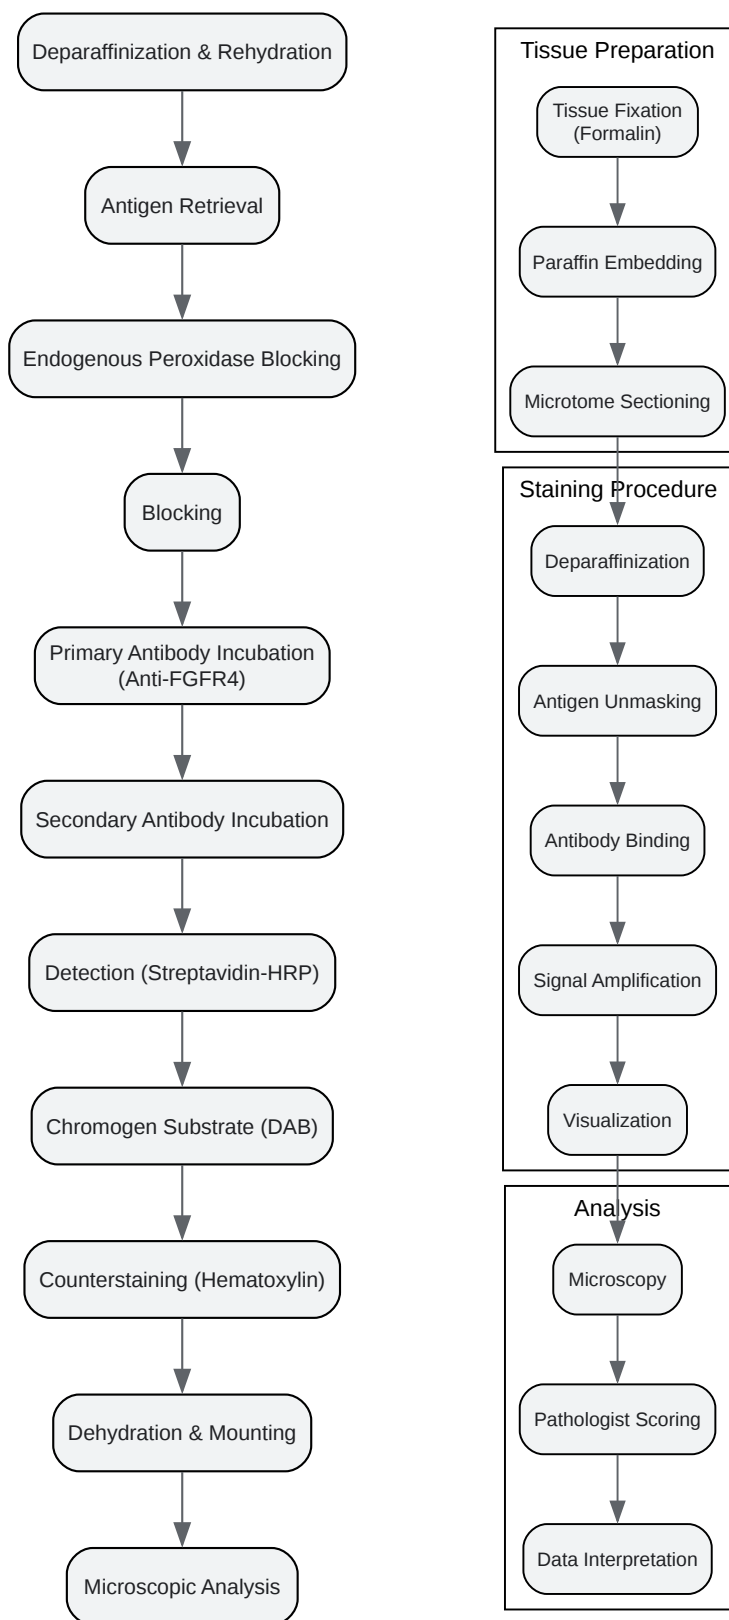 Deparaffinization & Rehydration
Antigen Retrieval
Endogenous Peroxidase Blocking
Blocking
Primary Antibody Incubation
(Anti-FGFR4)
Secondary Antibody Incubation
Detection (Streptavidin-HRP)
Chromogen Substrate (DAB)
Counterstaining (Hematoxylin)
Dehydration & Mounting
Microscopic Analysis
Tissue Preparation
Tissue Fixation
(Formalin)
Paraffin Embedding
Microtome Sectioning
Staining Procedure
Deparaffinization
Antigen Unmasking
Antibody Binding
Signal Amplification
Visualization
Analysis
Microscopy
Pathologist Scoring
Data Interpretation